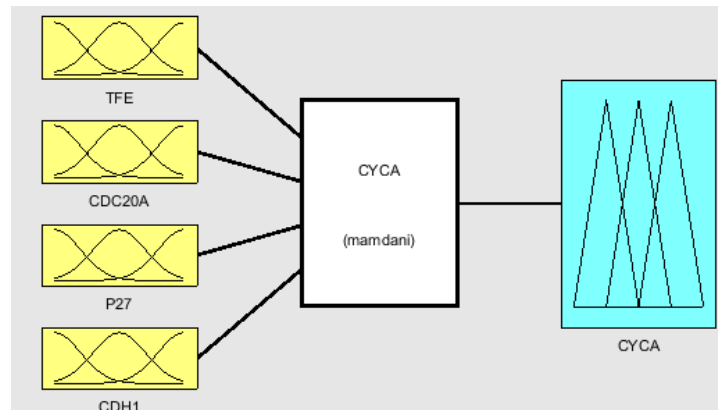 TFE
CDC20A
P27
CDH1
CYCA
(mamdani)
CYCA